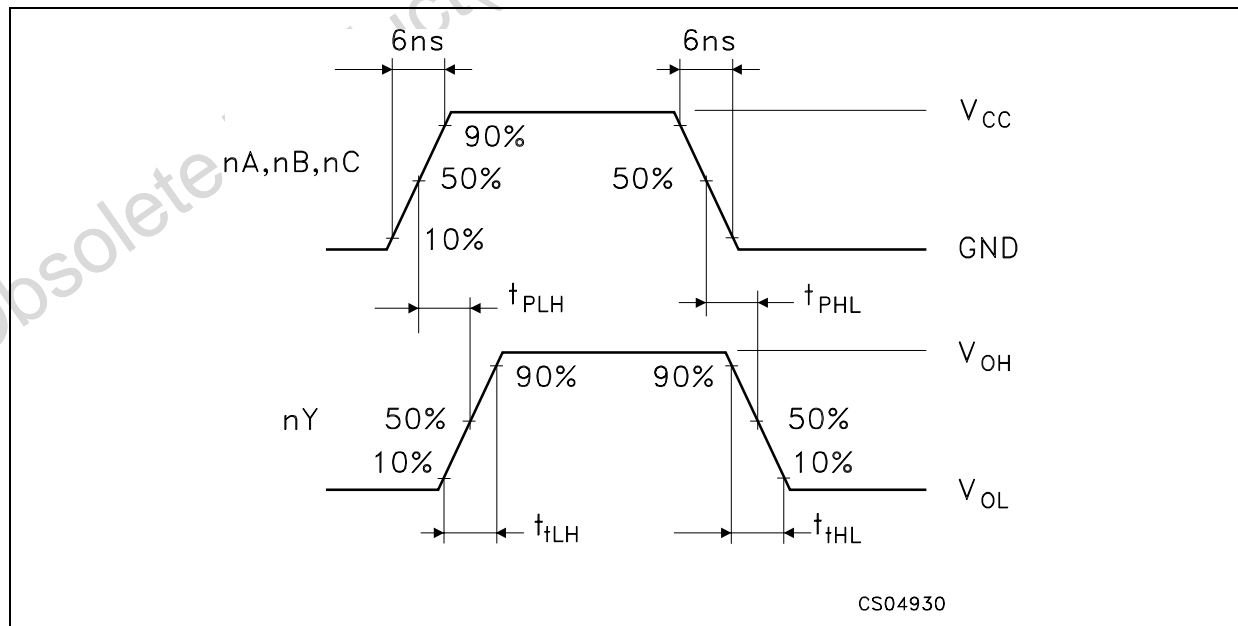 6ns 6ns
V_CC
90%
nA,nB,nC
50% 50%
10%
GND
t_PLH t_PHL
V_OH
90% 90%
nY
50% 50%
10% 10%
V_OL
t_tLH t_tHL
CS04930
obsolete